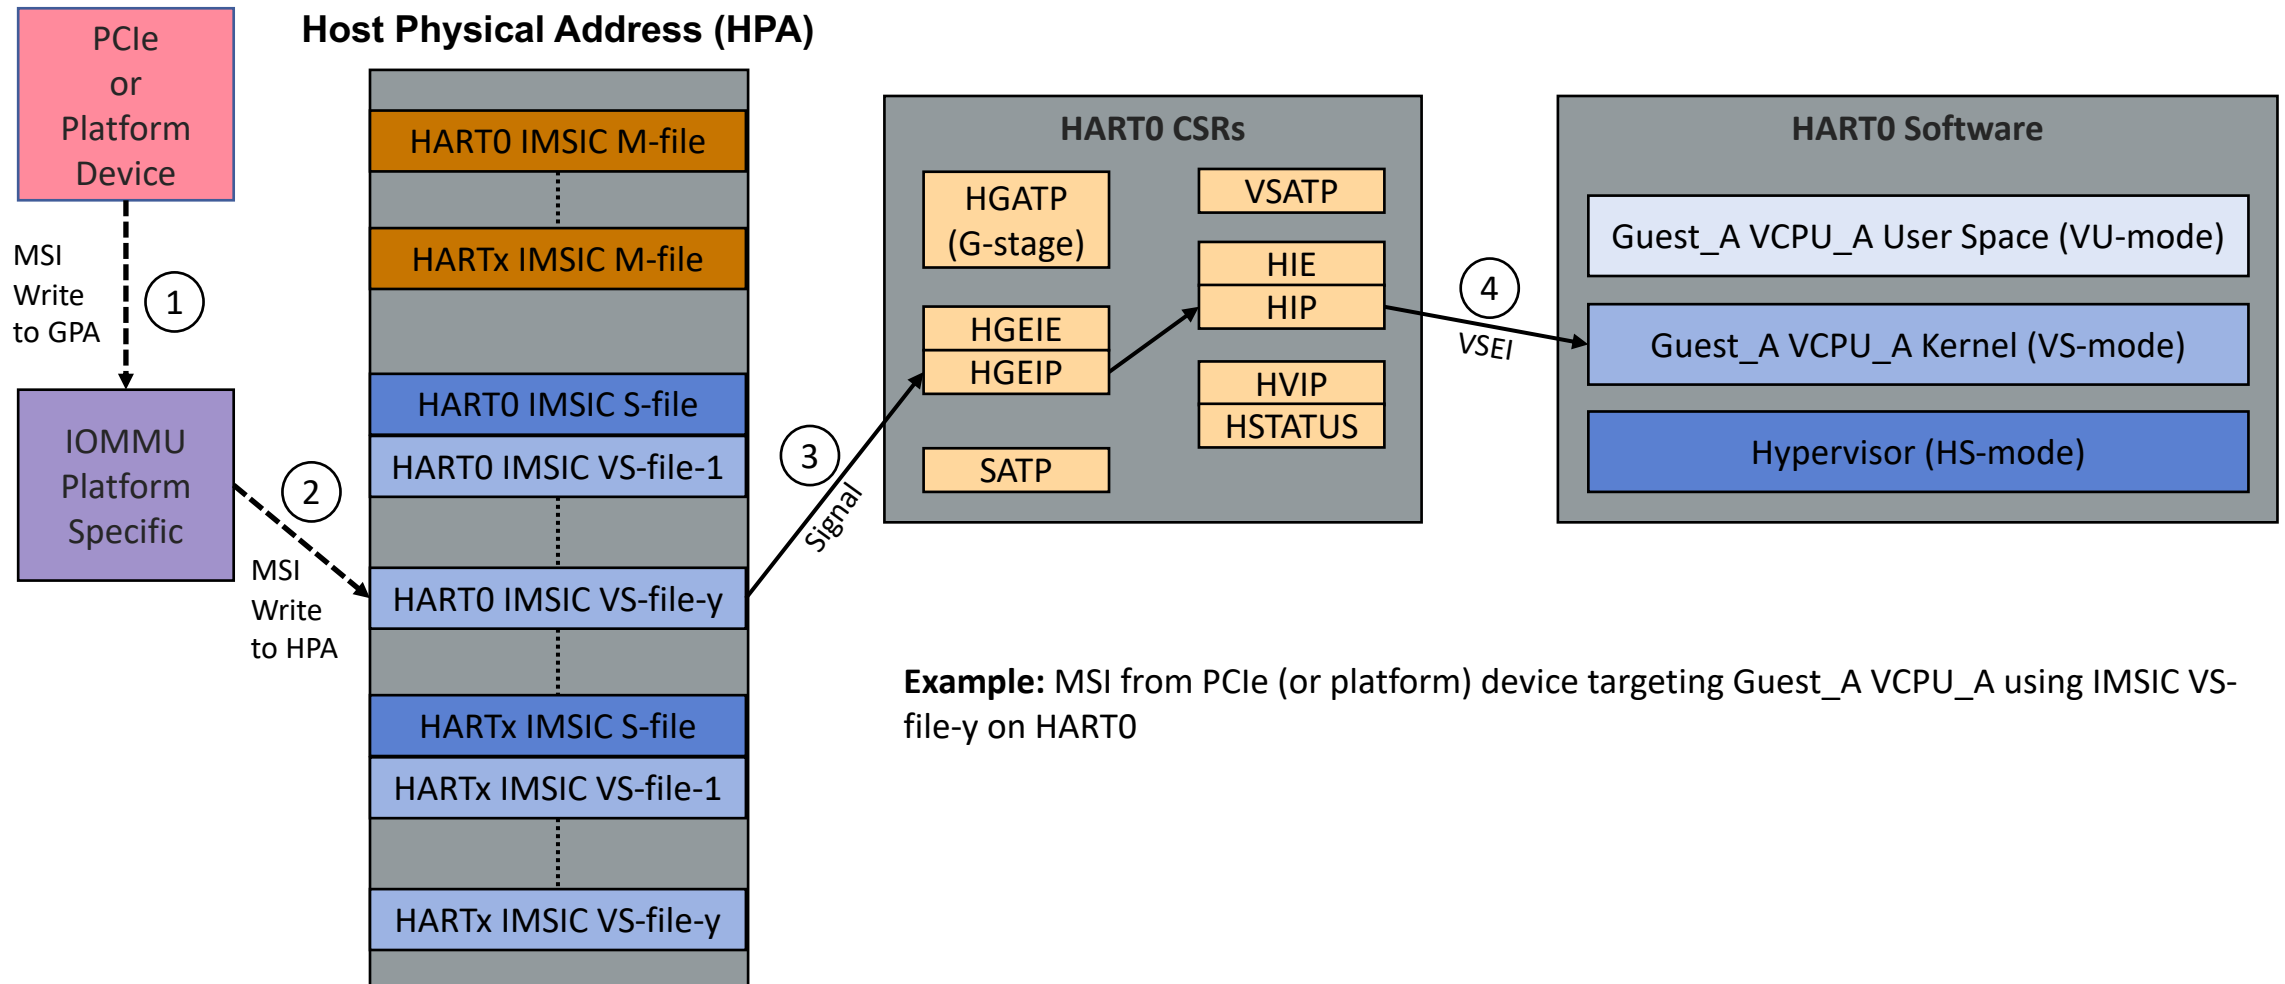 Host Physical Address (HPA)
PCIe
or
Platform
Device
MSI
Write
to GPA
1
IOMMU
Platform
Specific
2
MSI
Write
to HPA
HART0 IMSIC M-file
HARTx IMSIC M-file
HART0 IMSIC S-file
HART0 IMSIC VS-file-1
HART0 IMSIC VS-file-y
HARTx IMSIC S-file
HARTx IMSIC VS-file-1
HARTx IMSIC VS-file-y
3
Signal
HART0 CSRs
HGATP
(G-stage)
HGEIE
HGEIP
SATP
VSATP
HIE
HIP
HVIP
HSTATUS
4
VSEI
HART0 Software
Guest_A VCPU_A User Space (VU-mode)
Guest_A VCPU_A Kernel (VS-mode)
Hypervisor (HS-mode)
Example: MSI from PCIe (or platform) device targeting Guest_A VCPU_A using IMSIC VS-
file-y on HART0